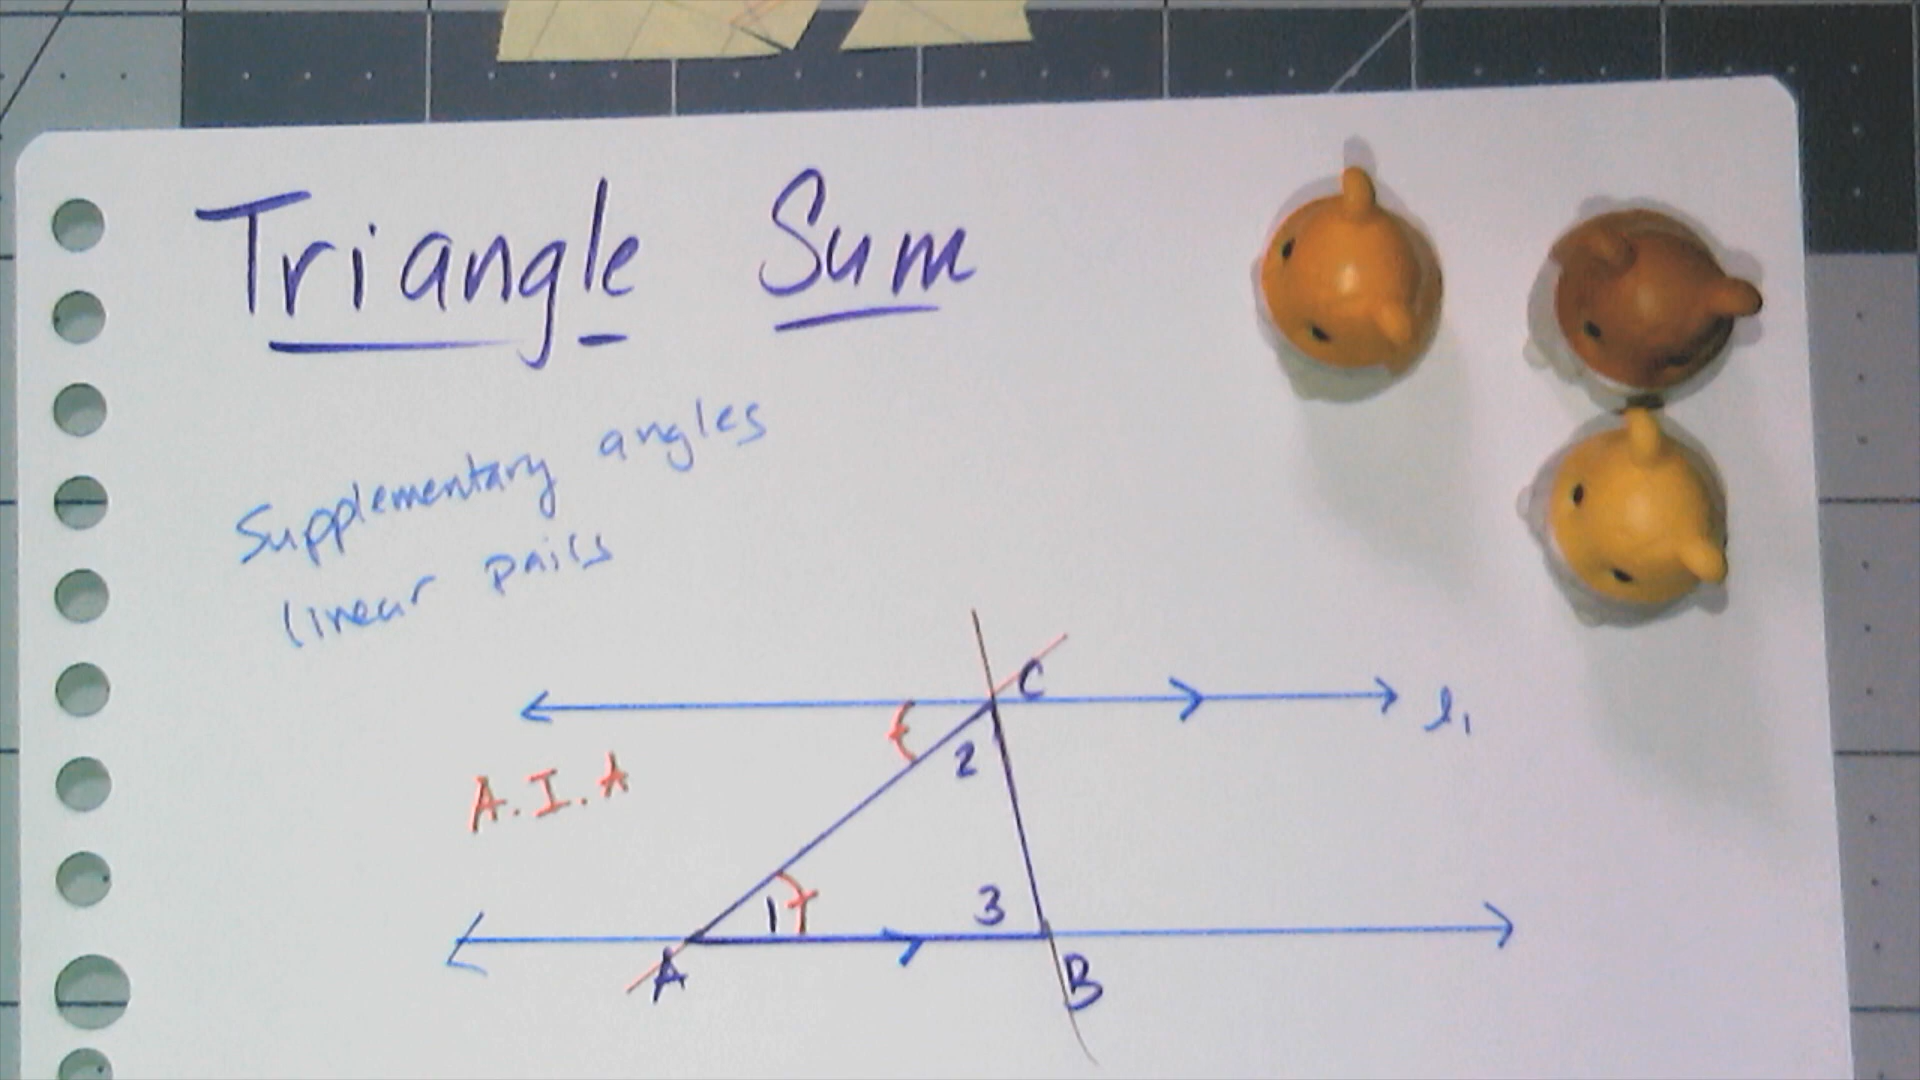 Triangle Sum
Supplementary angles
linear pairs
C
l₁
2
A.I.A
1
3
A
B